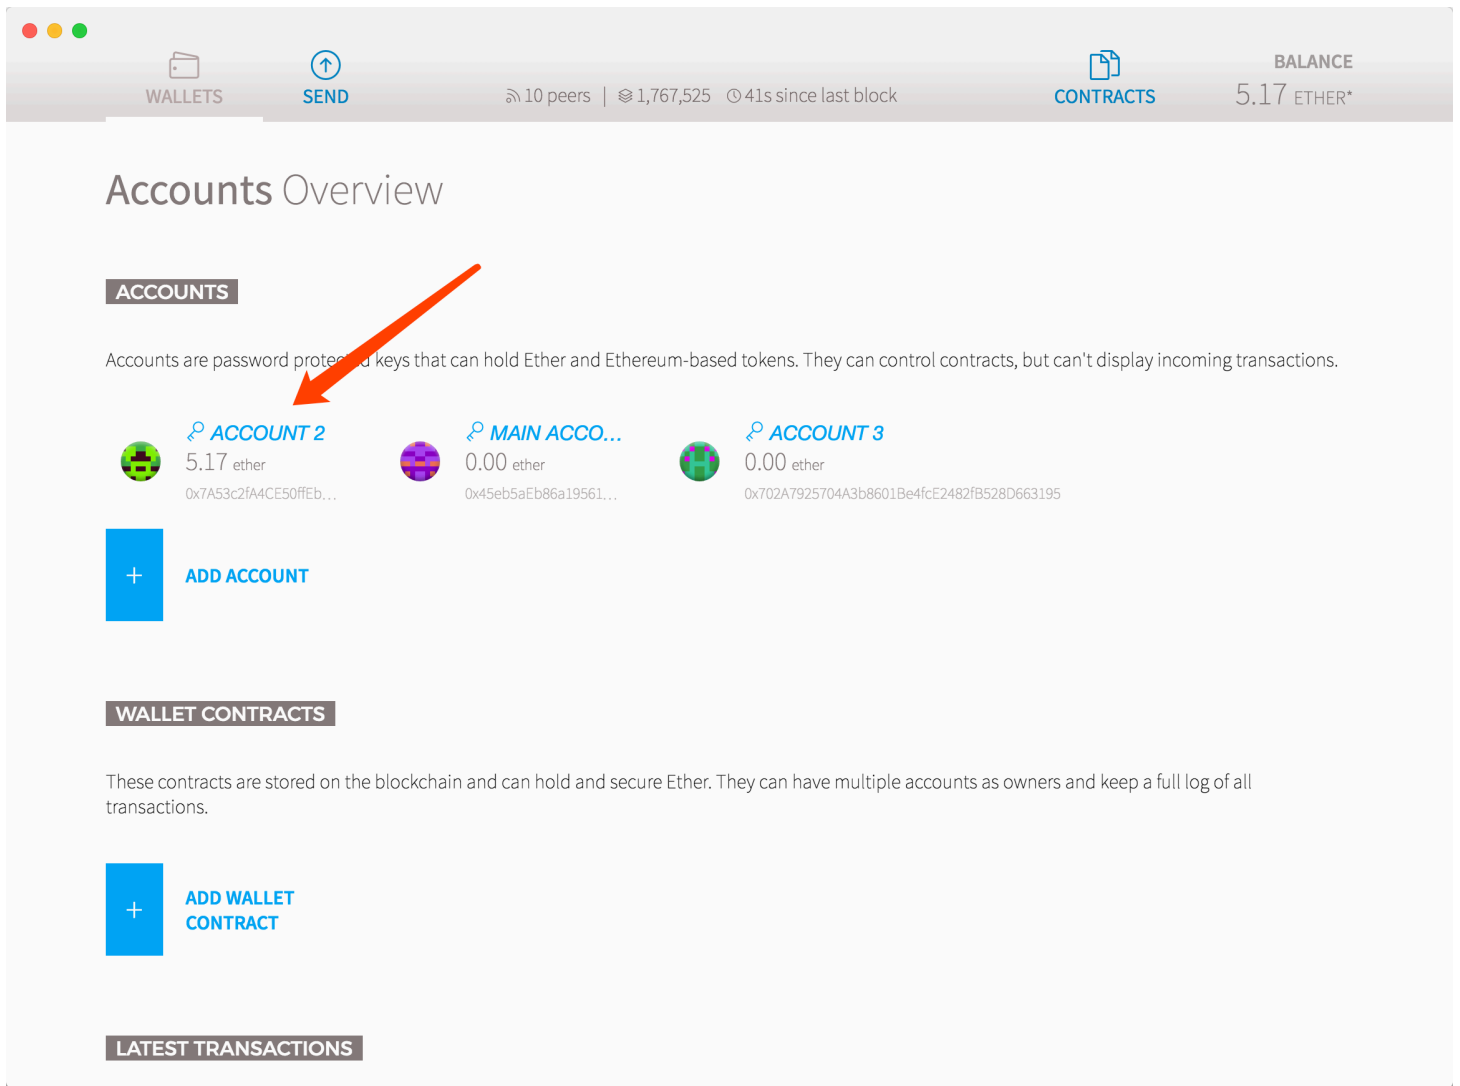 WALLETS
SEND
10 peers | 1,767,525 41s since last block
CONTRACTS
BALANCE
5.17 ETHER*
Accounts Overview
ACCOUNTS
Accounts are password protected keys that can hold Ether and Ethereum-based tokens. They can control contracts, but can't display incoming transactions.
ACCOUNT 2
5.17 ether
0x7A53c2fA4CE50ffEb...
MAIN ACCO...
0.00 ether
0x45eb5aEb86a19561...
ACCOUNT 3
0.00 ether
0x702A7925704A3b8601Be4fcE2482fB528D663195
+ ADD ACCOUNT
WALLET CONTRACTS
These contracts are stored on the blockchain and can hold and secure Ether. They can have multiple accounts as owners and keep a full log of all
transactions.
+ ADD WALLET
CONTRACT
LATEST TRANSACTIONS